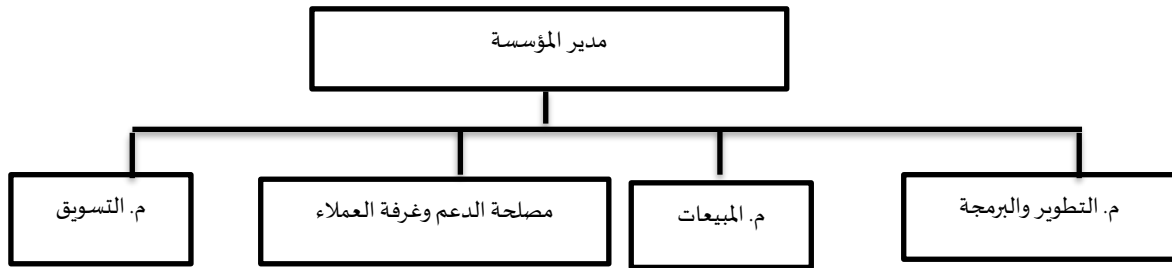 مدير المؤسسة
م. التطوير والبرمجة
م. المبيعات
مصلحة الدعم وغرفة العملاء
م. التسويق